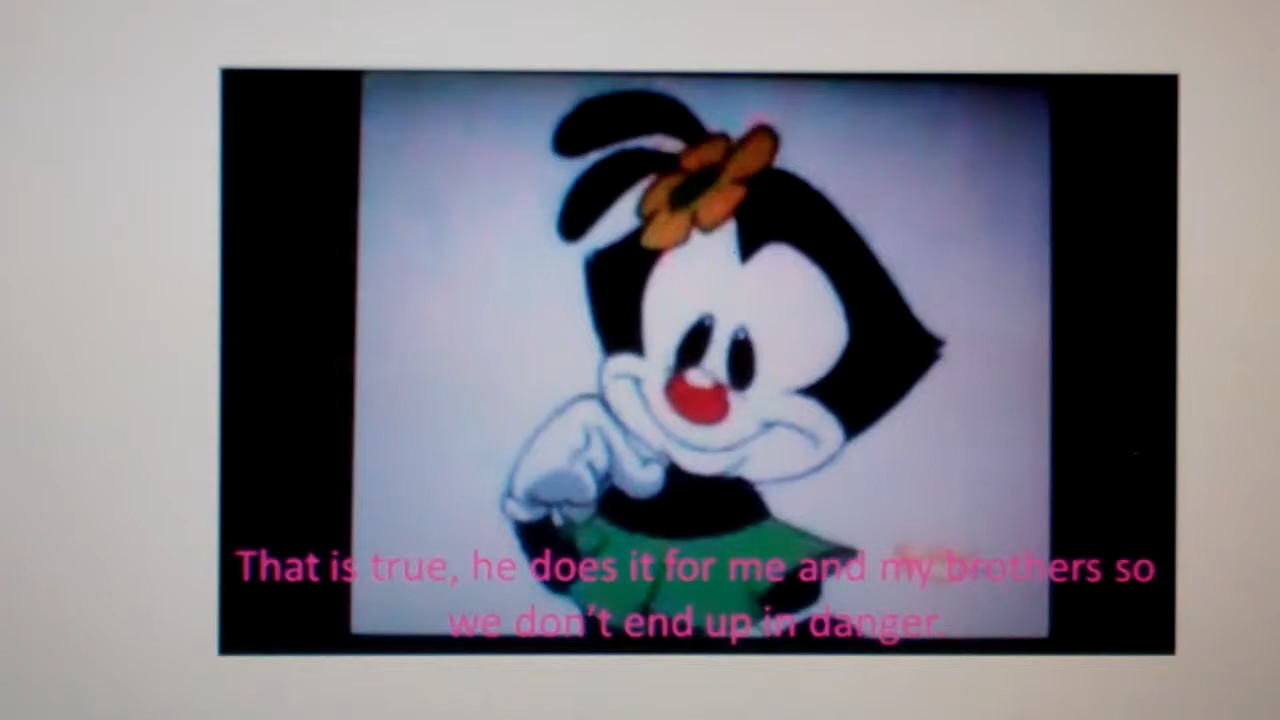 That is true, he does it for me and my brothers so
we don't end up in danger.